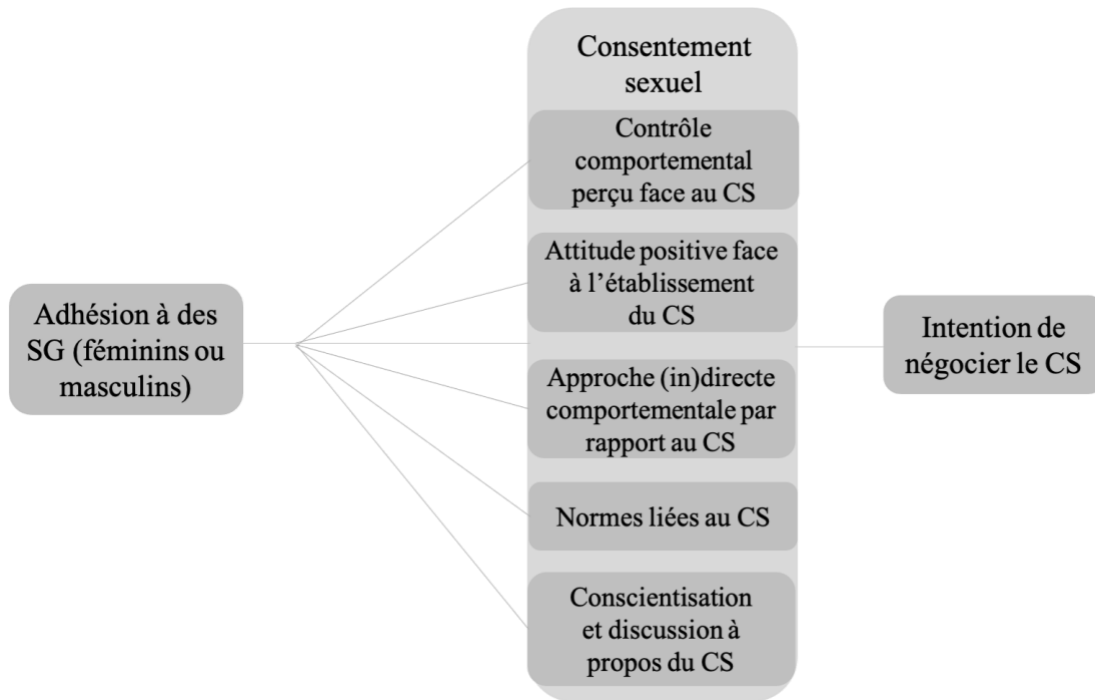 Consentement
sexuel
Contrôle
comportemental
perçu face au CS
Attitude positive face
à l’établissement
du CS
Adhésion à des
SG (féminins ou
masculins)
Intention de
négocier le CS
Approche (in)directe
comportementale par
rapport au CS
Normes liées au CS
Conscientisation
et discussion à
propos du CS